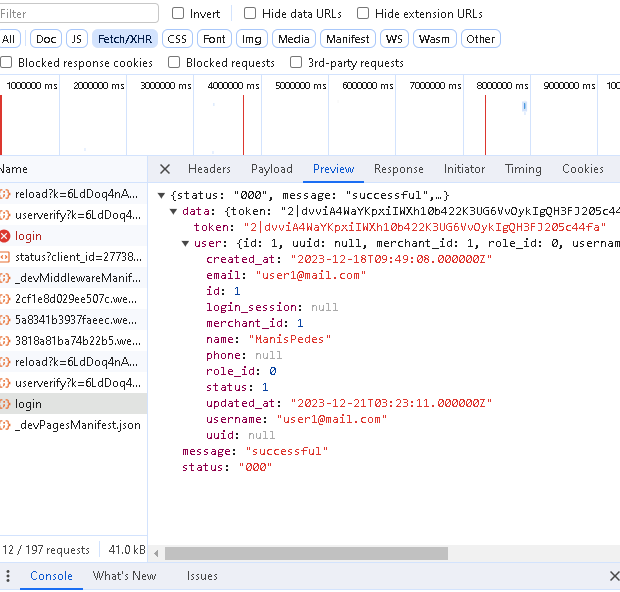 Filter Invert Hide data URLs Hide extension URLs
All Doc JS Fetch/XHR CSS Font Img Media Manifest WS Wasm Other
Blocked response cookies Blocked requests 3rd-party requests
1000000 ms 2000000 ms 3000000 ms 4000000 ms 5000000 ms 6000000 ms 7000000 ms 8000000 ms 9000000 ms 100
Name Headers Payload Preview Response Initiator Timing Cookies
reload?k=6LdDoq4nA...
userverify?k=6LdDoq4...
login
status?client_id=27738...
_devMiddlewareManif...
2cf1e8d029ee507c.we...
5a8341b3937faeec.we...
3818a81ba74b22b5.we...
reload?k=6LdDoq4nA...
userverify?k=6LdDoq4...
login
_devPagesManifest.json
{status: "000", message: "successful",…}
data: {token: "2|dvviA4WaYKpxiIWXh10b422K3UG6VvOykIgQH3FJ205c44
token: "2|dvviA4WaYKpxiIWXh10b422K3UG6VvOykIgQH3FJ205c44fa"
user: {id: 1, uuid: null, merchant_id: 1, role_id: 0, usernam
created_at: "2023-12-18T09:49:08.000000Z"
email: "user1@mail.com"
id: 1
login_session: null
merchant_id: 1
name: "ManisPedes"
phone: null
role_id: 0
status: 1
updated_at: "2023-12-21T03:23:11.000000Z"
username: "user1@mail.com"
uuid: null
message: "successful"
status: "000"
12 / 197 requests 41.0 kB
Console What's New Issues